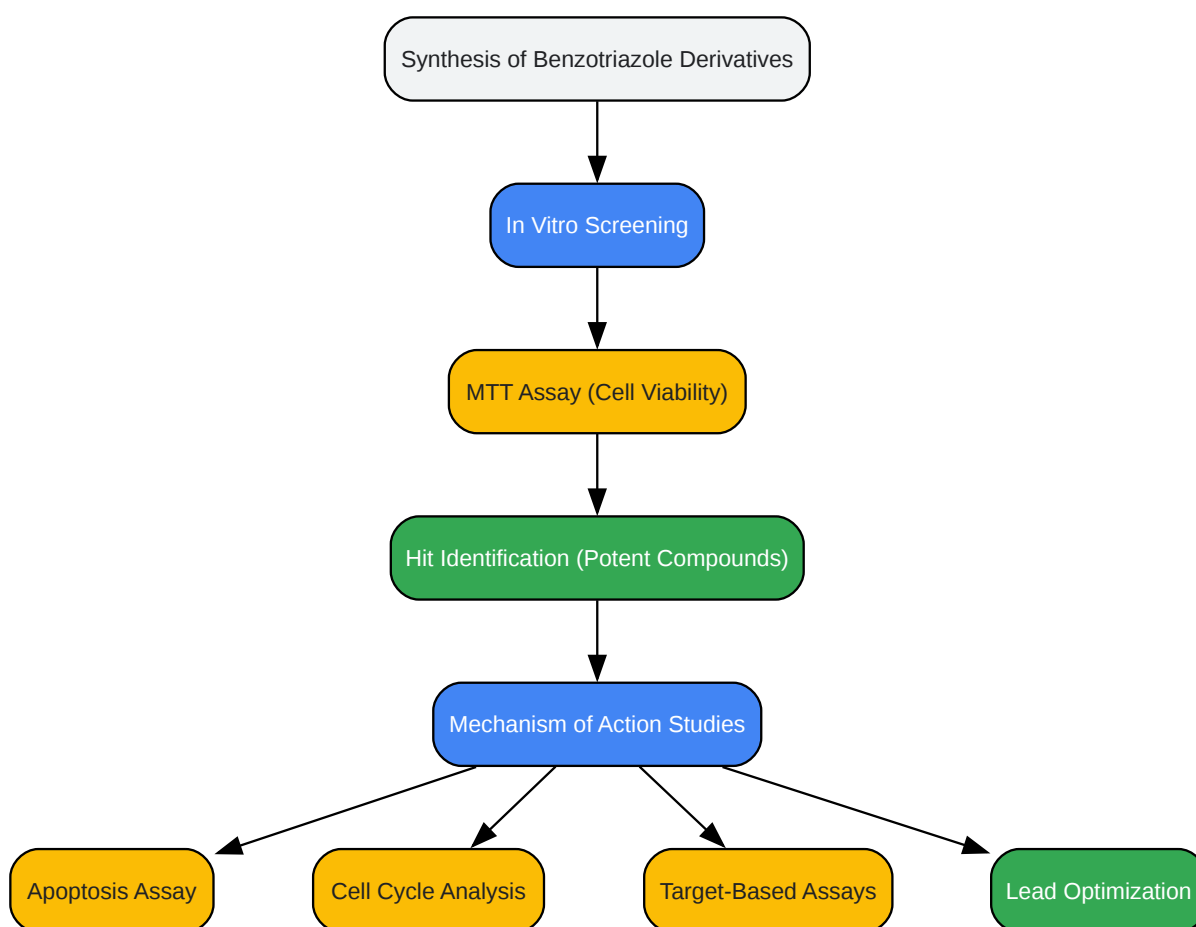 Synthesis of Benzotriazole Derivatives
In Vitro Screening
MTT Assay (Cell Viability)
Hit Identification (Potent Compounds)
Mechanism of Action Studies
Apoptosis Assay
Cell Cycle Analysis
Target-Based Assays
Lead Optimization